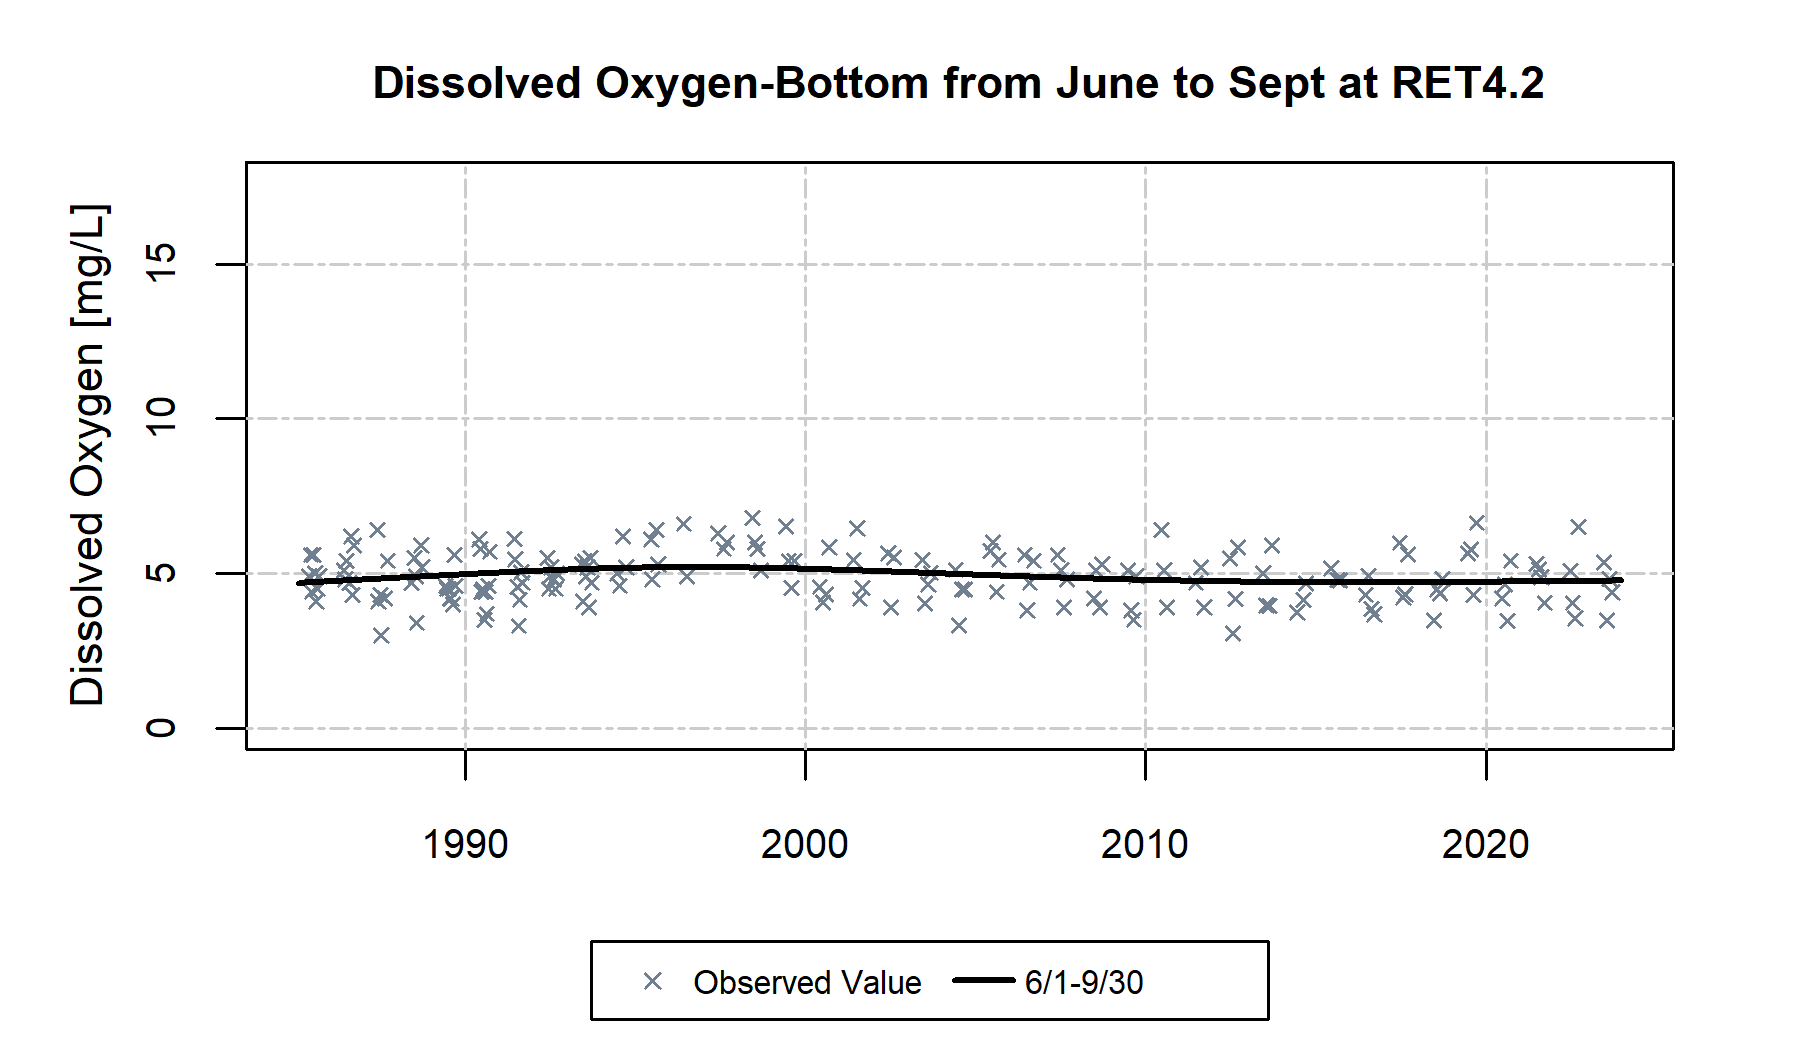 Dissolved Oxygen-Bottom from June to Sept at RET4.2
Dissolved Oxygen [mg/L]
15
10
5
0
1990 2000 2010 2020
Observed Value 6/1-9/30